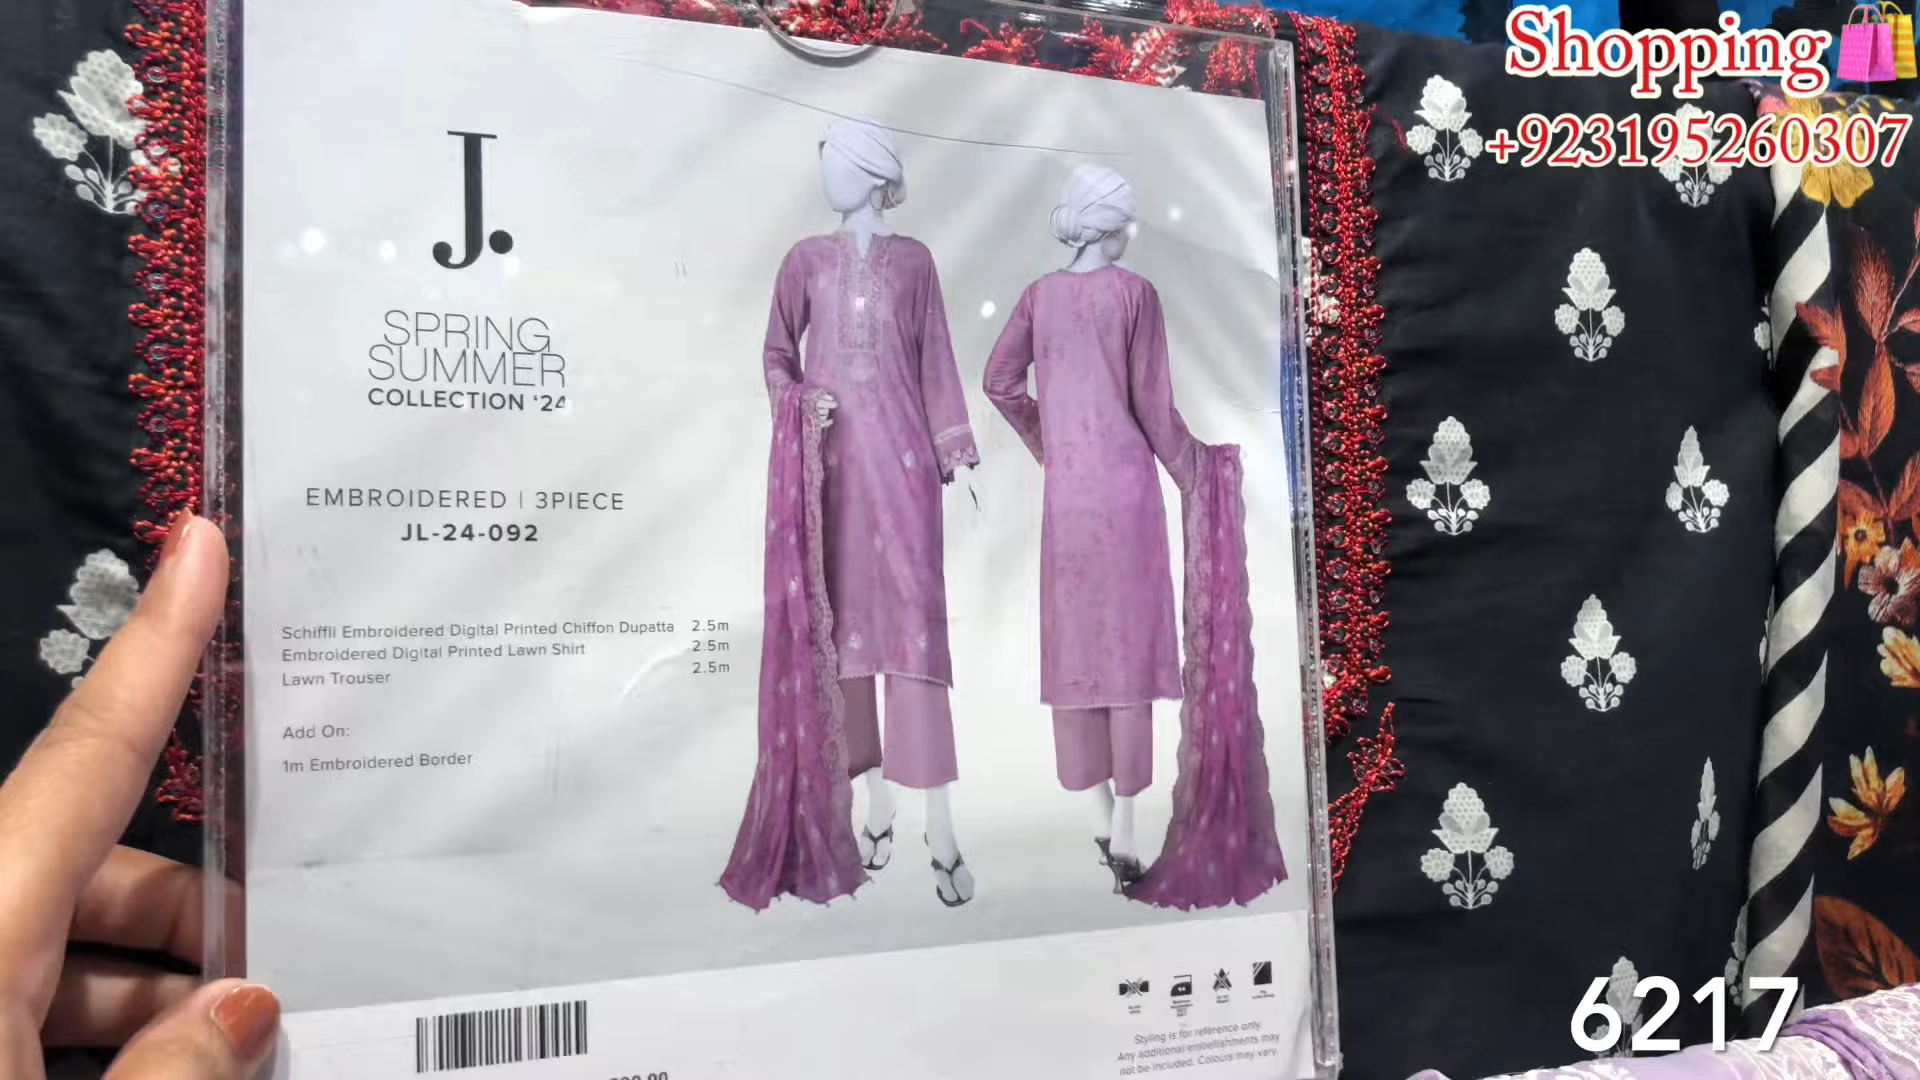 Shopping
+923195260307
J.
SPRING
SUMMER
COLLECTION '24
EMBROIDERED | 3PIECE
JL-24-092
Schiffli Embroidered Digital Printed Chiffon Dupatta 2.5m
Embroidered Digital Printed Lawn Shirt 2.5m
Lawn Trouser 2.5m
Add On:
1m Embroidered Border
Styling is for reference only.
Any additional embellishments may
not be included. Colours may vary.
6217